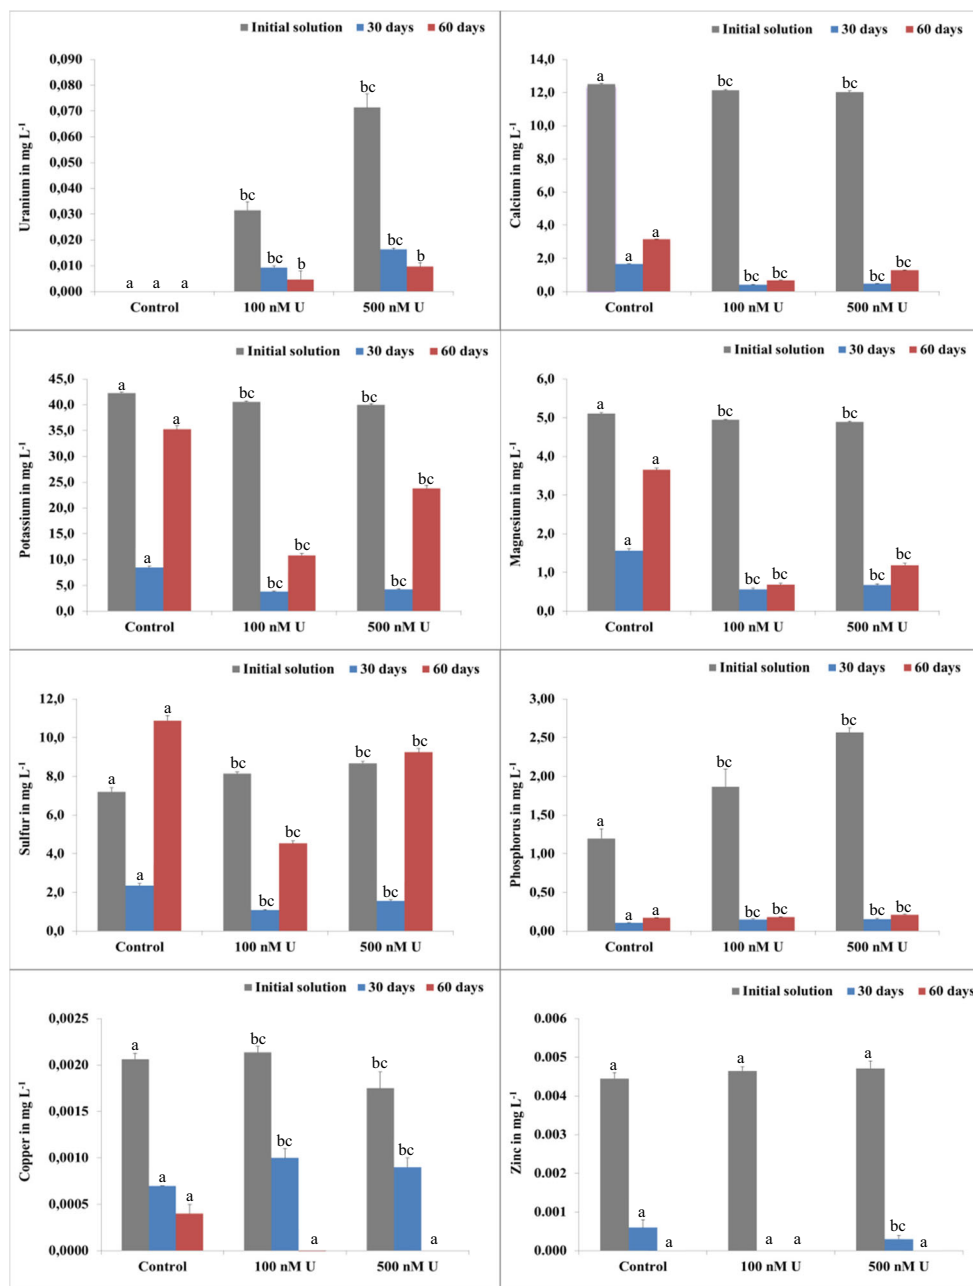 Initial solution 30 days 60 days
0,090
0,080
0,070
0,060
0,050
0,040
0,030
0,020
0,010
0,000
Uranium in mg L-1
a a a
bc bc b
bc bc b
Control 100 nM U 500 nM U
Initial solution 30 days 60 days
14,0
12,0
10,0
8,0
6,0
4,0
2,0
0,0
Calcium in mg L-1
a a
bc bc bc
bc bc bc
Control 100 nM U 500 nM U
Initial solution 30 days 60 days
45,0
40,0
35,0
30,0
25,0
20,0
15,0
10,0
5,0
0,0
Potassium in mg L-1
a a a
bc bc bc
bc bc bc
Control 100 nM U 500 nM U
Initial solution 30 days 60 days
6,0
5,0
4,0
3,0
2,0
1,0
0,0
Magnesium in mg L-1
a a a
bc bc bc
bc bc bc
Control 100 nM U 500 nM U
Initial solution 30 days 60 days
12,0
10,0
8,0
6,0
4,0
2,0
0,0
Sulfur in mg L-1
a a a
bc bc bc
bc bc bc
Control 100 nM U 500 nM U
Initial solution 30 days 60 days
3,00
2,50
2,00
1,50
1,00
0,50
0,00
Phosphorus in mg L-1
a a a
bc bc bc
bc bc bc
Control 100 nM U 500 nM U
Initial solution 30 days 60 days
0,0025
0,0020
0,0015
0,0010
0,0005
0,0000
Copper in mg L-1
a a a
bc bc a
bc bc a
Control 100 nM U 500 nM U
Initial solution 30 days 60 days
0.006
0.005
0.004
0.003
0.002
0.001
0.000
Zinc in mg L-1
a a a
a a a
a bc a
Control 100 nM U 500 nM U